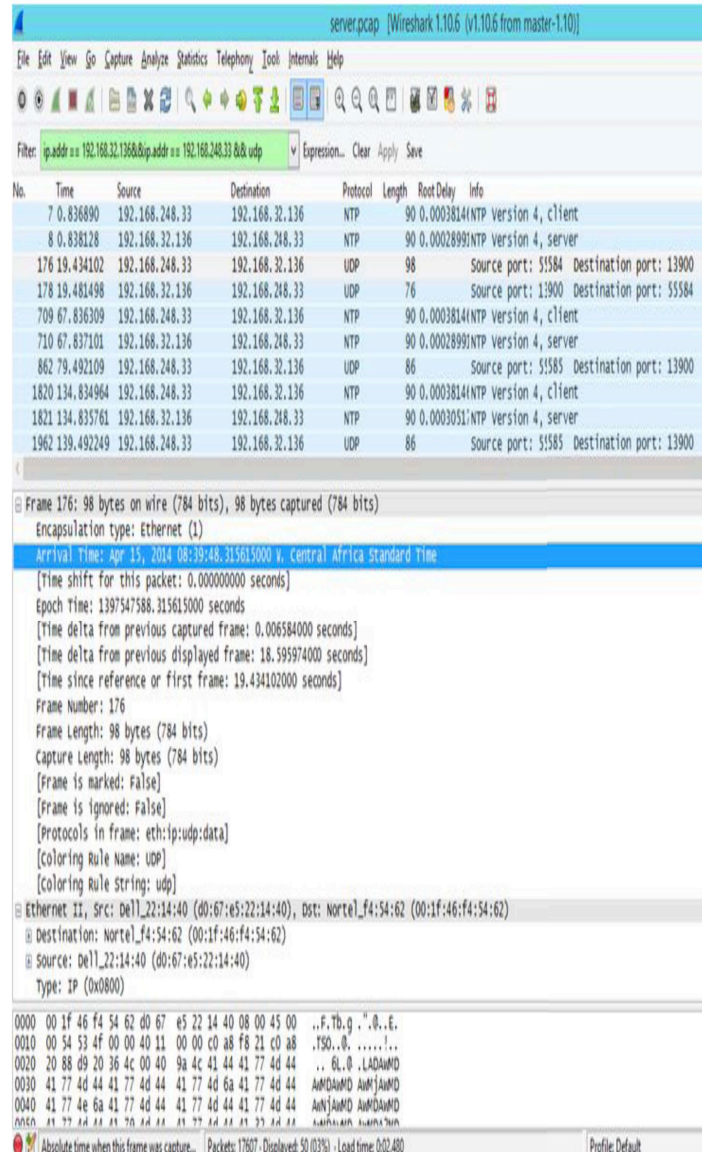 server.pcap [Wireshark 1.10.6 (v1.10.6 from master-1.10)]
File Edit View Go Capture Analyze Statistics Telephony Tools Internals Help
Filter: ip.addr == 192.168.32.136&&ip.addr == 192.168.248.33 && udp Expression... Clear Apply Save
No. Time Source Destination Protocol Length Root Delay Info
7 0.836890 192.168.248.33 192.168.32.136 NTP 90 0.00038146 NTP Version 4, client
8 0.838128 192.168.32.136 192.168.248.33 NTP 90 0.00028991 NTP Version 4, server
176 19.434102 192.168.248.33 192.168.32.136 UDP 98 Source port: 55584 Destination port: 13900
178 19.481498 192.168.32.136 192.168.248.33 UDP 76 Source port: 13900 Destination port: 55584
709 67.836309 192.168.248.33 192.168.32.136 NTP 90 0.00038146 NTP Version 4, client
710 67.837101 192.168.32.136 192.168.248.33 NTP 90 0.00028991 NTP Version 4, server
862 79.492109 192.168.248.33 192.168.32.136 UDP 86 Source port: 55585 Destination port: 13900
1820 134.834964 192.168.248.33 192.168.32.136 NTP 90 0.00038146 NTP Version 4, client
1821 134.835761 192.168.32.136 192.168.248.33 NTP 90 0.00030517 NTP Version 4, server
1962 139.492249 192.168.248.33 192.168.32.136 UDP 86 Source port: 55585 Destination port: 13900
Frame 176: 98 bytes on wire (784 bits), 98 bytes captured (784 bits)
Encapsulation type: Ethernet (1)
Arrival Time: Apr 15, 2014 08:39:48.315615000 W. Central Africa Standard Time
[Time shift for this packet: 0.000000000 seconds]
Epoch Time: 1397547588.315615000 seconds
[Time delta from previous captured frame: 0.006584000 seconds]
[Time delta from previous displayed frame: 18.595974000 seconds]
[Time since reference or first frame: 19.434102000 seconds]
Frame Number: 176
Frame Length: 98 bytes (784 bits)
Capture Length: 98 bytes (784 bits)
[Frame is marked: False]
[Frame is ignored: False]
[Protocols in frame: eth:ip:udp:data]
[Coloring Rule Name: UDP]
[Coloring Rule String: udp]
Ethernet II, Src: Dell_22:14:40 (d0:67:e5:22:14:40), Dst: Nortel_f4:54:62 (00:1f:46:f4:54:62)
Destination: Nortel_f4:54:62 (00:1f:46:f4:54:62)
Source: Dell_22:14:40 (d0:67:e5:22:14:40)
Type: IP (0x0800)
0000 00 1f 46 f4 54 62 d0 67 e5 22 14 40 08 00 45 00 ..F.Tb.g .".@..E.
0010 00 54 53 4f 00 00 40 11 00 00 c0 a8 f8 21 c0 a8 .TSO..@. .....!..
0020 20 88 d9 20 36 4c 00 40 9a 4c 41 44 41 77 4d 44 .. 6L.@ .LADAwMD
0030 41 77 4d 44 41 77 4d 44 41 77 4d 6a 41 77 4d 44 AwMDAwMD AwMjAwMD
0040 41 77 4e 6a 41 77 4d 44 41 77 4d 44 41 77 4d 44 AwNjAwMD AwMDAwMD
Absolute time when this frame was capture... Packets: 17607 · Displayed: 50 (0.3%) · Load time: 0:02.480 Profile: Default